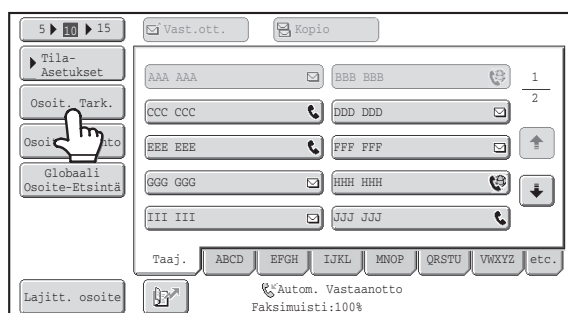 5 10 15
Vast.ott.
Kopio
Tila-
Asetukset
Osoit. Tark.
Globaali
Osoite-Etsintä
Lajitt. osoite
AAA AAA
BBB BBB
CCC CCC
DDD DDD
EEE EEE
FFF FFF
GGG GGG
HHH HHH
III III
JJJ JJJ
1
2
Taaj. ABCD EFGH IJKL MNOP QRSTU VWXYZ etc.
Autom. Vastaanotto
Faksimuisti:100%